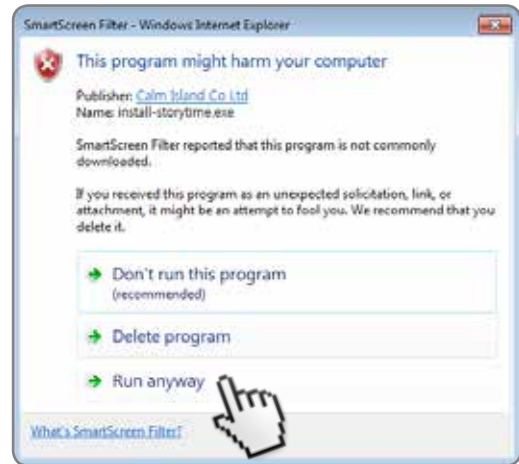 SmartScreen Filter - Windows Internet Explorer
This program might harm your computer
Publisher: Calm Island Co Ltd
Name: install-storytime.exe
SmartScreen Filter reported that this program is not commonly
downloaded.
If you received this program as an unexpected solicitation, link, or
attachment, it might be an attempt to fool you. We recommend that you
delete it.
Don't run this program
(recommended)
Delete program
Run anyway
What's SmartScreen Filter?